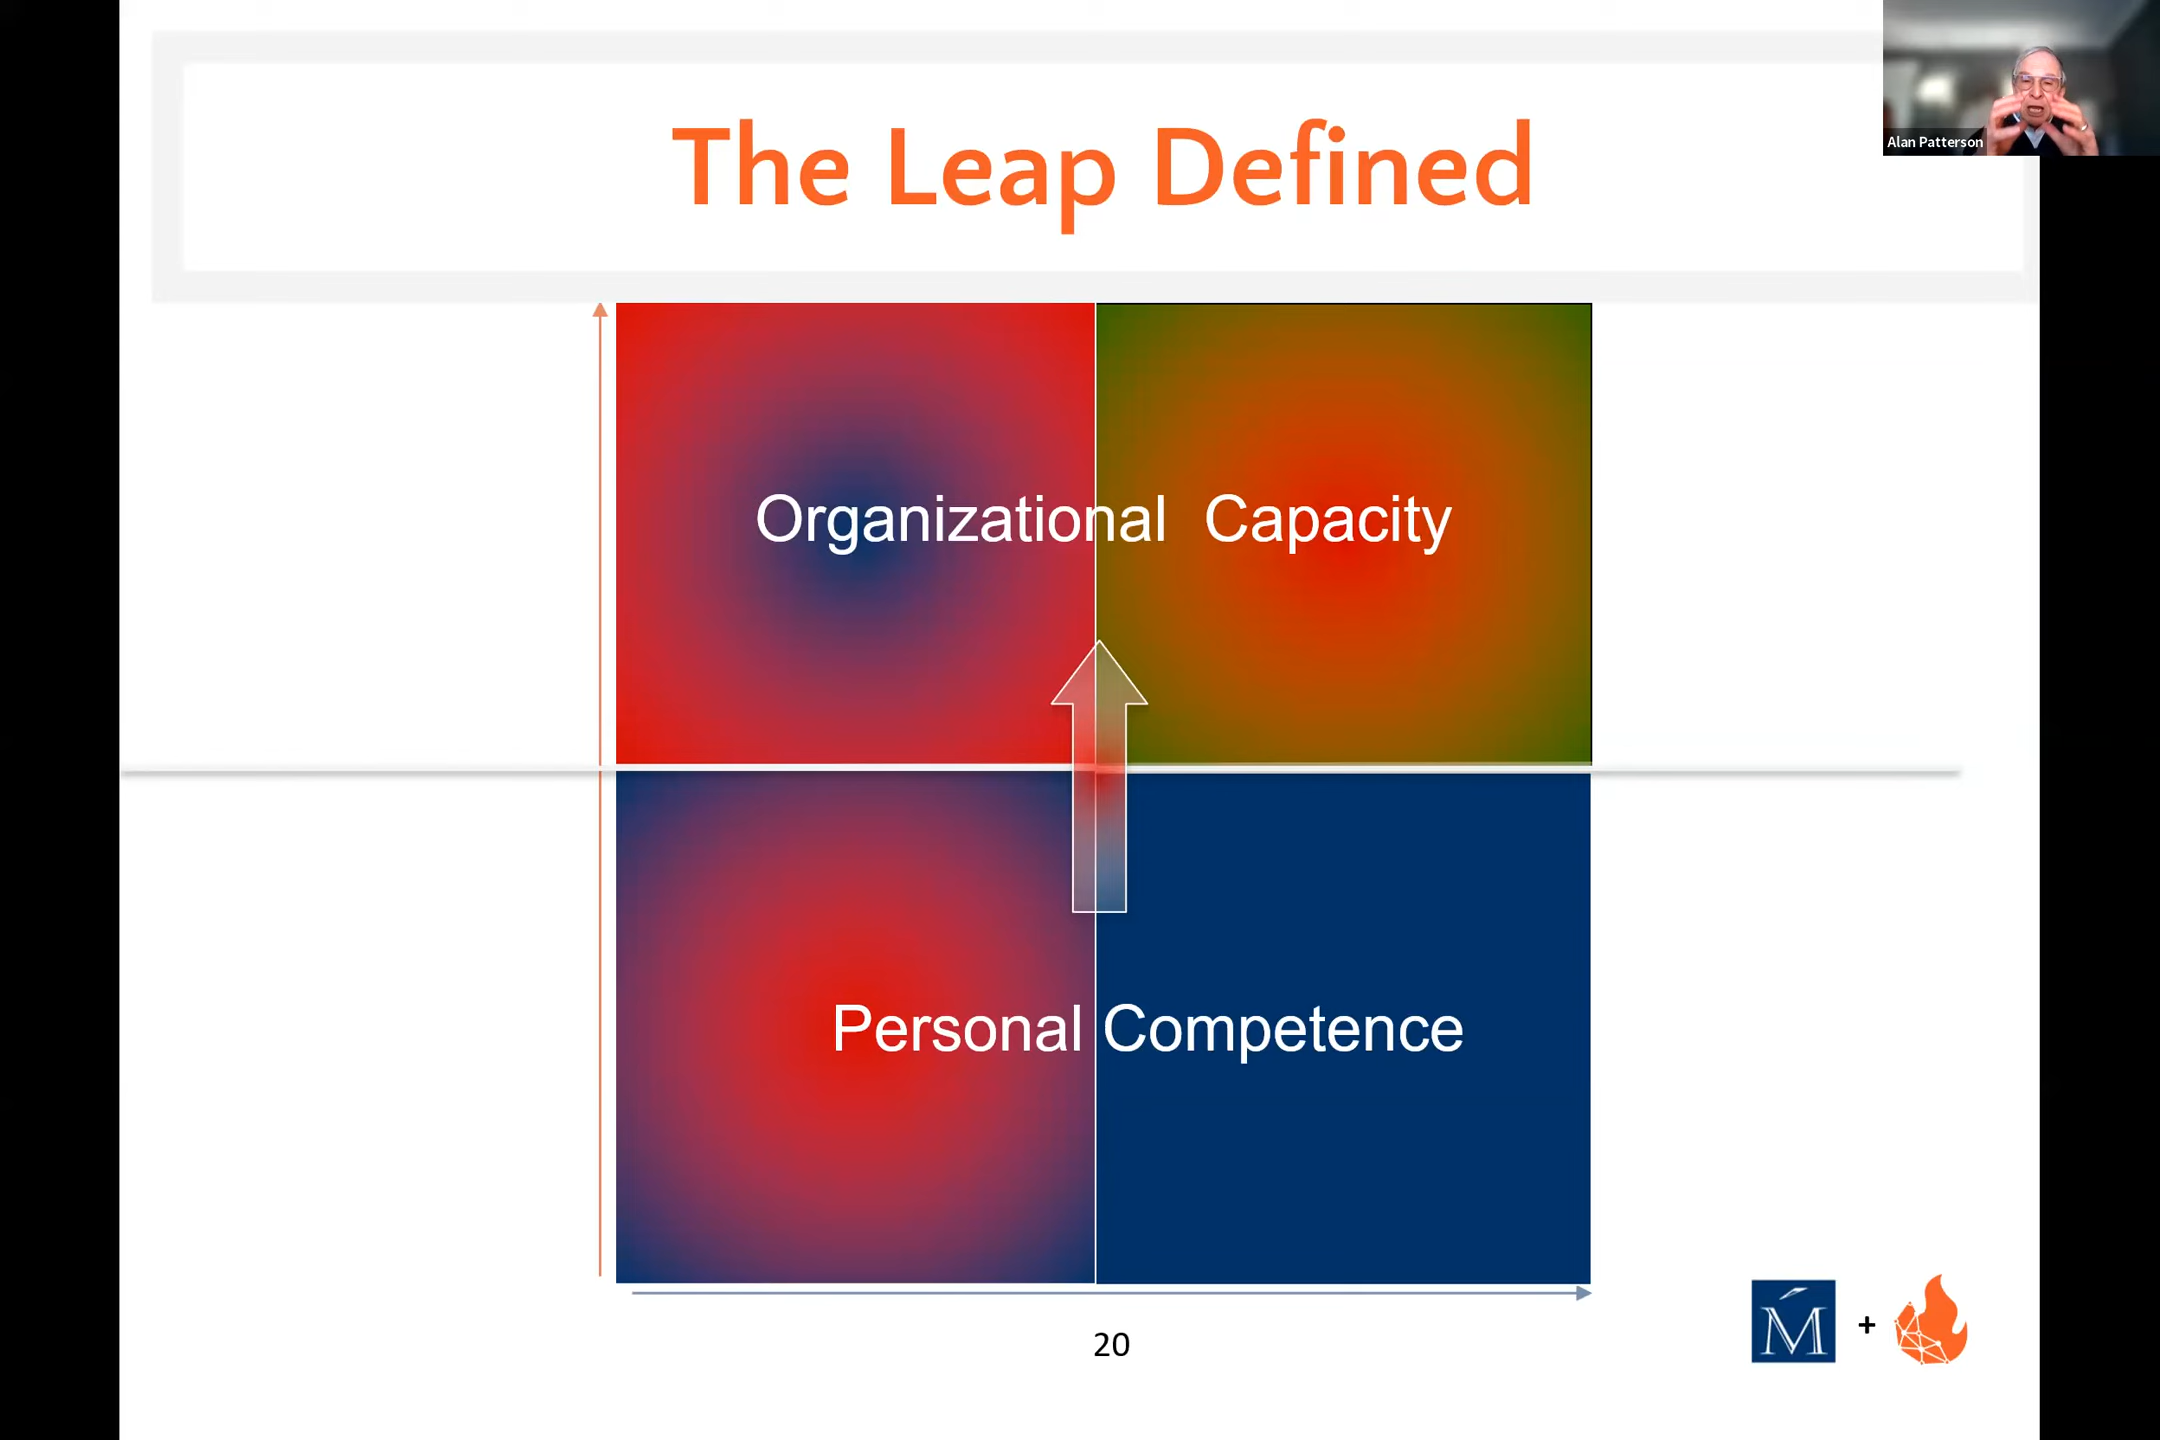 The Leap Defined
Alan Patterson
Organizational Capacity
Personal Competence
20
M +